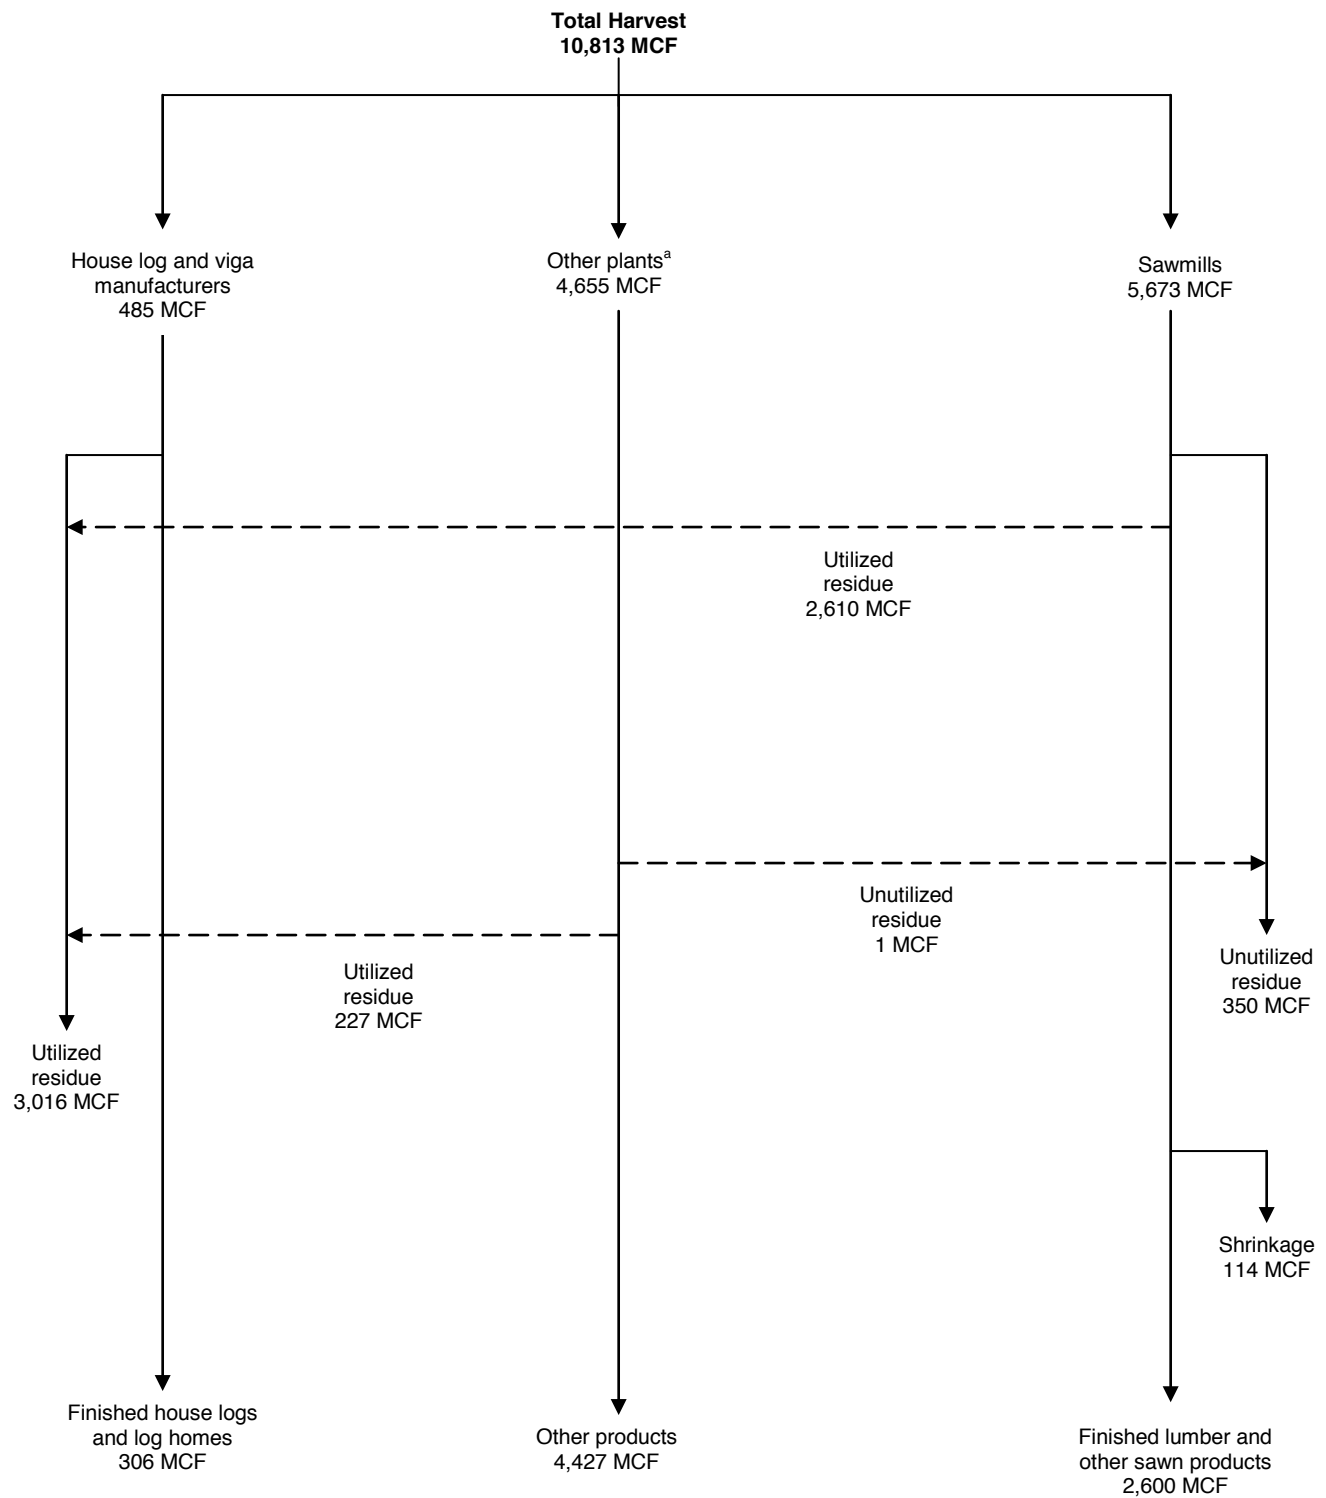 Total Harvest
10,813 MCF
House log and viga
manufacturers
485 MCF
Other plantsᵃ
4,655 MCF
Sawmills
5,673 MCF
Utilized
residue
2,610 MCF
Unutilized
residue
1 MCF
Utilized
residue
227 MCF
Unutilized
residue
350 MCF
Utilized
residue
3,016 MCF
Shrinkage
114 MCF
Finished house logs
and log homes
306 MCF
Other products
4,427 MCF
Finished lumber and
other sawn products
2,600 MCF